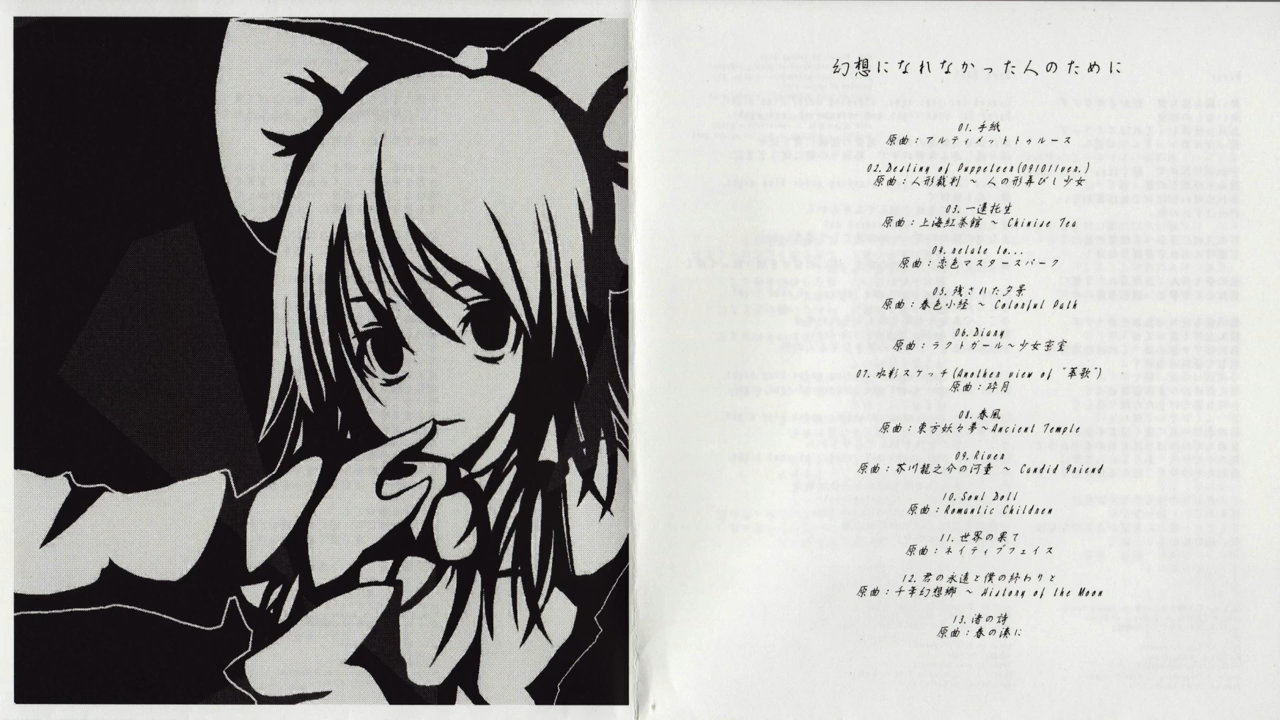 幻想になれなかった人のために
01.手紙
原曲：アルティメットトゥルース
02.Destiny of Puppeteer(091011ver.)
原曲：人形裁判 ～ 人の形弄びし少女
03.一蓮托生
原曲：上海紅茶館 ～ Chinise Tea
04.relate to...
原曲：恋色マスタースパーク
05.残された夕景
原曲：春色小径 ～ Colorful Path
06.Diary
原曲：ラクトガール～少女密室
07.水彩スケッチ(Another view of "華歌")
原曲：砕月
08.春風
原曲：東方妖々夢～Ancient Temple
09.River
原曲：芥川龍之介の河童 ～ Candid Friend
10.Soul Doll
原曲：Romantic Children
11.世界の果て
原曲：ネイティブフェイス
12.君の永遠と僕の終わりと
原曲：千年幻想郷 ～ History of the Moon
13.渚の詩
原曲：春の湊に